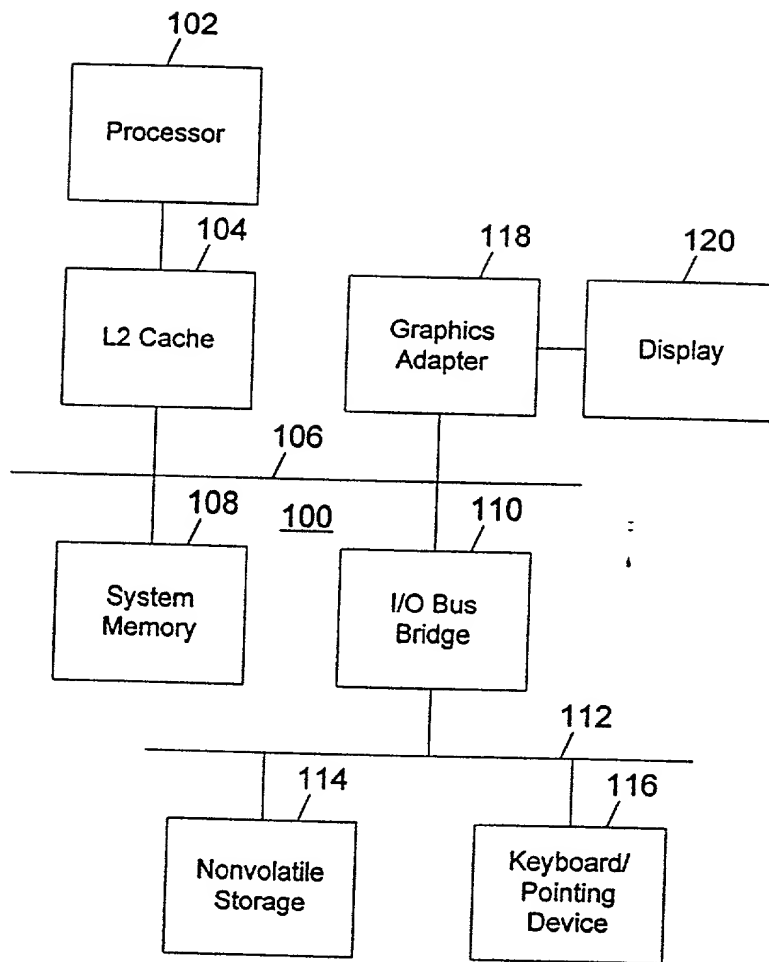 102
Processor
104
L2 Cache
118
Graphics
Adapter
120
Display
106
108
100
110
System
Memory
I/O Bus
Bridge
112
114
116
Nonvolatile
Storage
Keyboard/
Pointing
Device